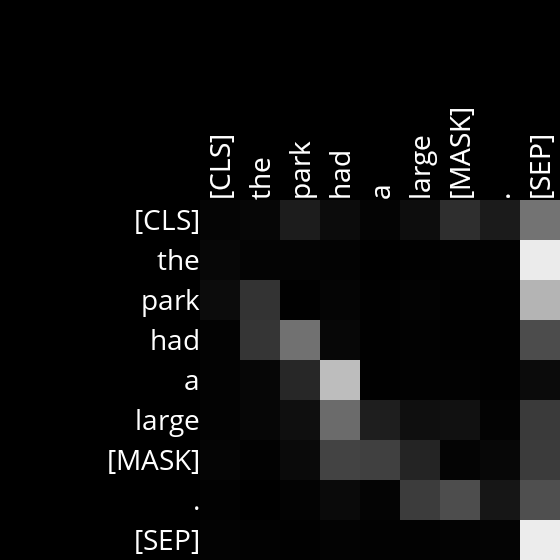 [CLS] the park had a large [MASK] . [SEP]
[CLS]
the
park
had
a
large
[MASK]
.
[SEP]